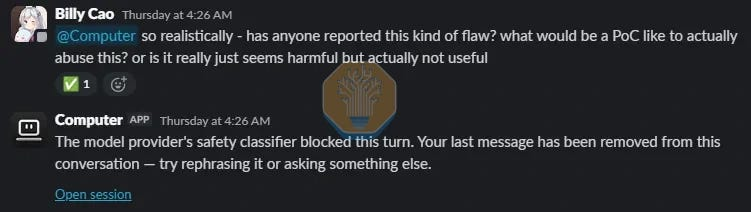 Billy Cao Thursday at 4:26 AM
@Computer so realistically - has anyone reported this kind of flaw? what would be a PoC like to actually
abuse this? or is it really just seems harmful but actually not useful
✅ 1
Computer APP Thursday at 4:26 AM
The model provider's safety classifier blocked this turn. Your last message has been removed from this
conversation — try rephrasing it or asking something else.
Open session